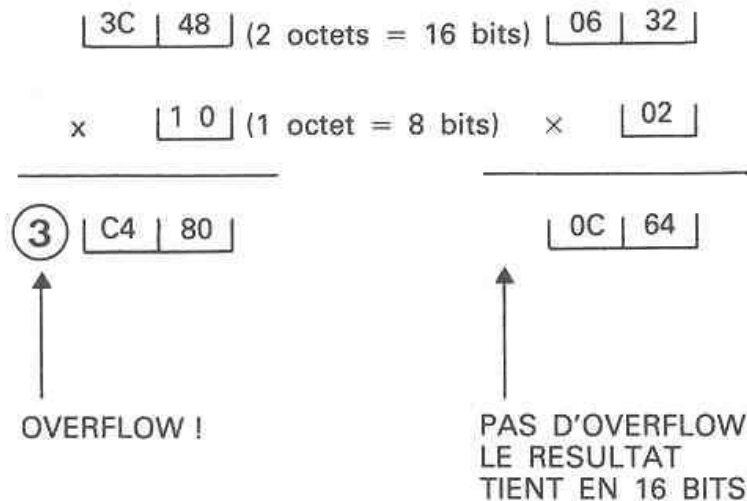 3C 48 (2 octets = 16 bits) 06 32
x 1 0 (1 octet = 8 bits) × 02
3 C4 80 0C 64
OVERFLOW !
PAS D'OVERFLOW
LE RESULTAT
TIENT EN 16 BITS